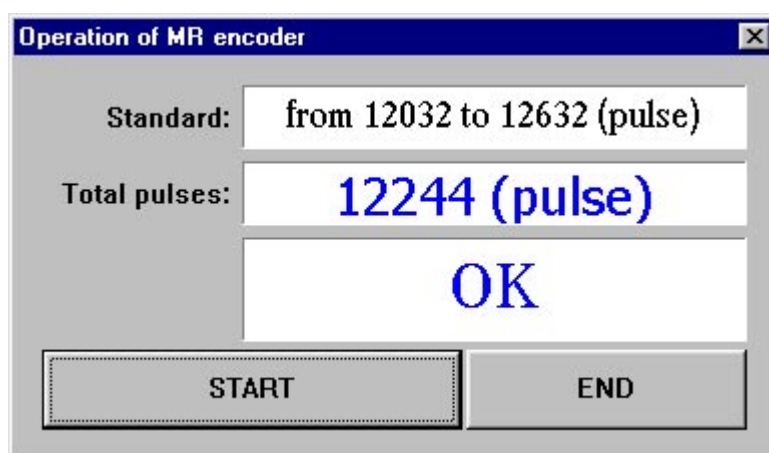 Operation of MR encoder
Standard: from 12032 to 12632 (pulse)
Total pulses: 12244 (pulse)
OK
START END